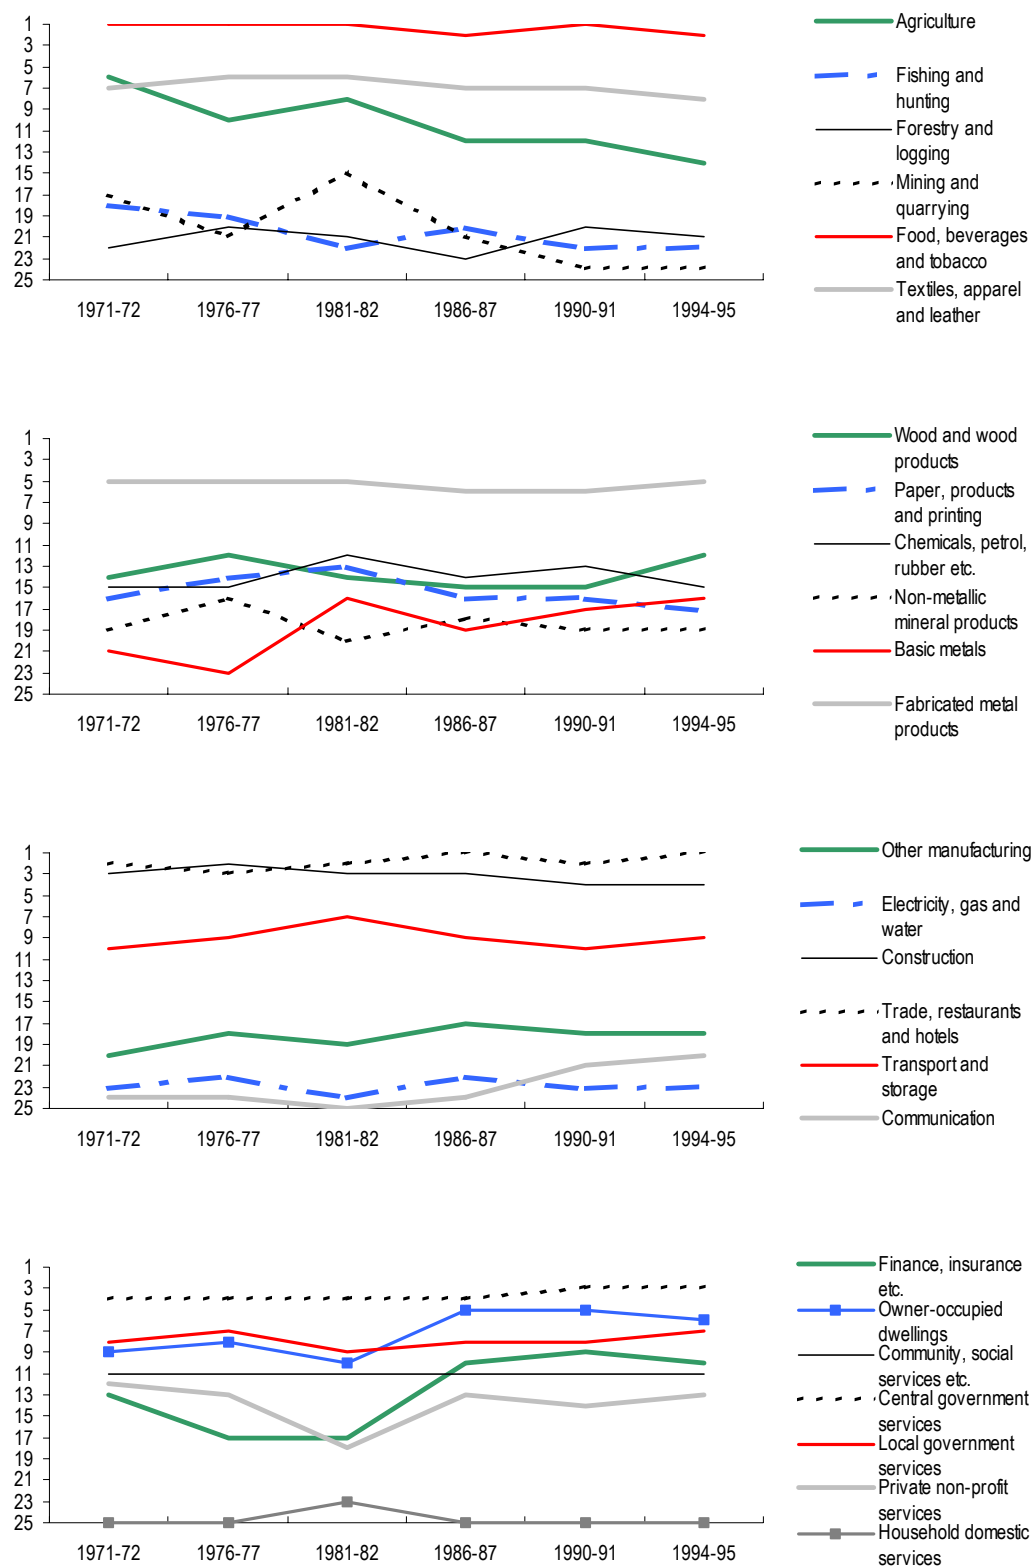 1
3
5
7
9
11
13
15
17
19
21
23
25
1971-72 1976-77 1981-82 1986-87 1990-91 1994-95
Agriculture
Fishing and
hunting
Forestry and
logging
Mining and
quarrying
Food, beverages
and tobacco
Textiles, apparel
and leather
1
3
5
7
9
11
13
15
17
19
21
23
25
1971-72 1976-77 1981-82 1986-87 1990-91 1994-95
Wood and wood
products
Paper, products
and printing
Chemicals, petrol,
rubber etc.
Non-metallic
mineral products
Basic metals
Fabricated metal
products
1
3
5
7
9
11
13
15
17
19
21
23
25
1971-72 1976-77 1981-82 1986-87 1990-91 1994-95
Other manufacturing
Electricity, gas and
water
Construction
Trade, restaurants
and hotels
Transport and
storage
Communication
1
3
5
7
9
11
13
15
17
19
21
23
25
1971-72 1976-77 1981-82 1986-87 1990-91 1994-95
Finance, insurance
etc.
Owner-occupied
dwellings
Community, social
services etc.
Central government
services
Local government
services
Private non-profit
services
Household domestic
services